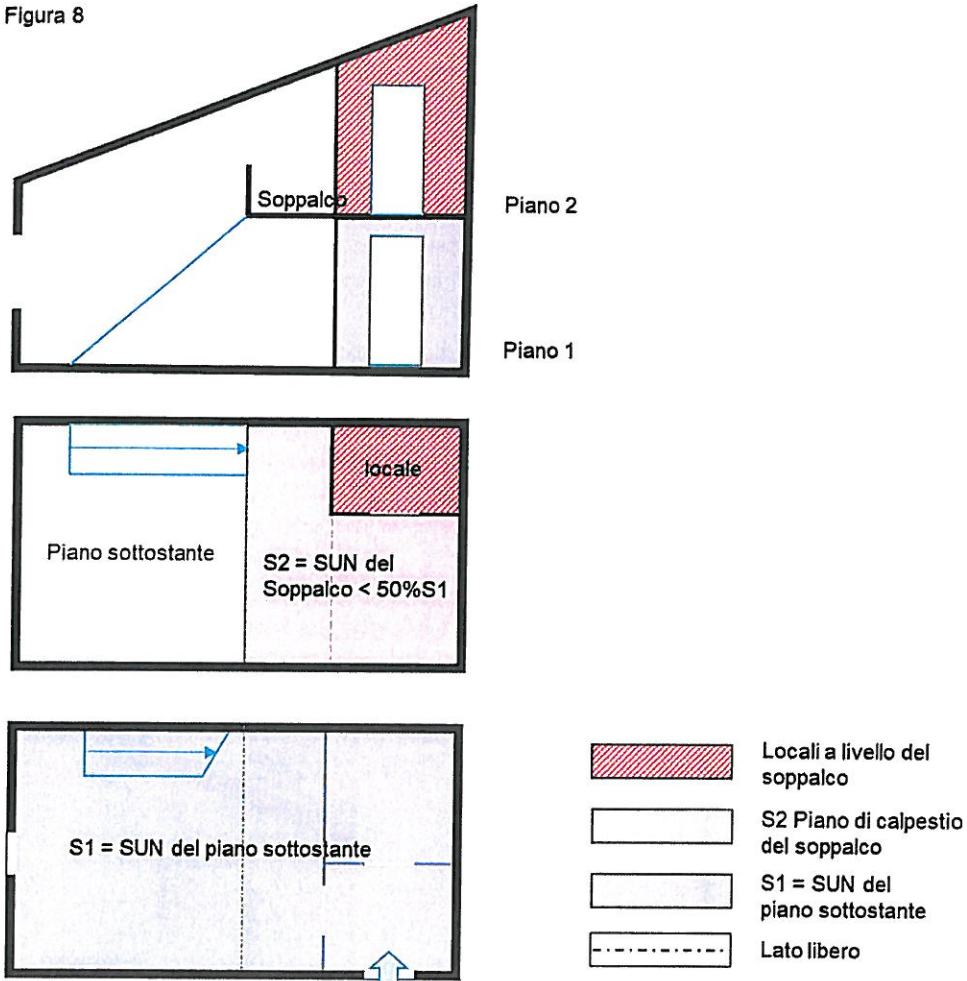 Figura 8
Soppalco
Piano 2
Piano 1
locale
Piano sottostante
S2 = SUN del
Soppalco < 50%S1
S1 = SUN del piano sottostante
Locali a livello del
soppalco
S2 Piano di calpestio
del soppalco
S1 = SUN del
piano sottostante
Lato libero